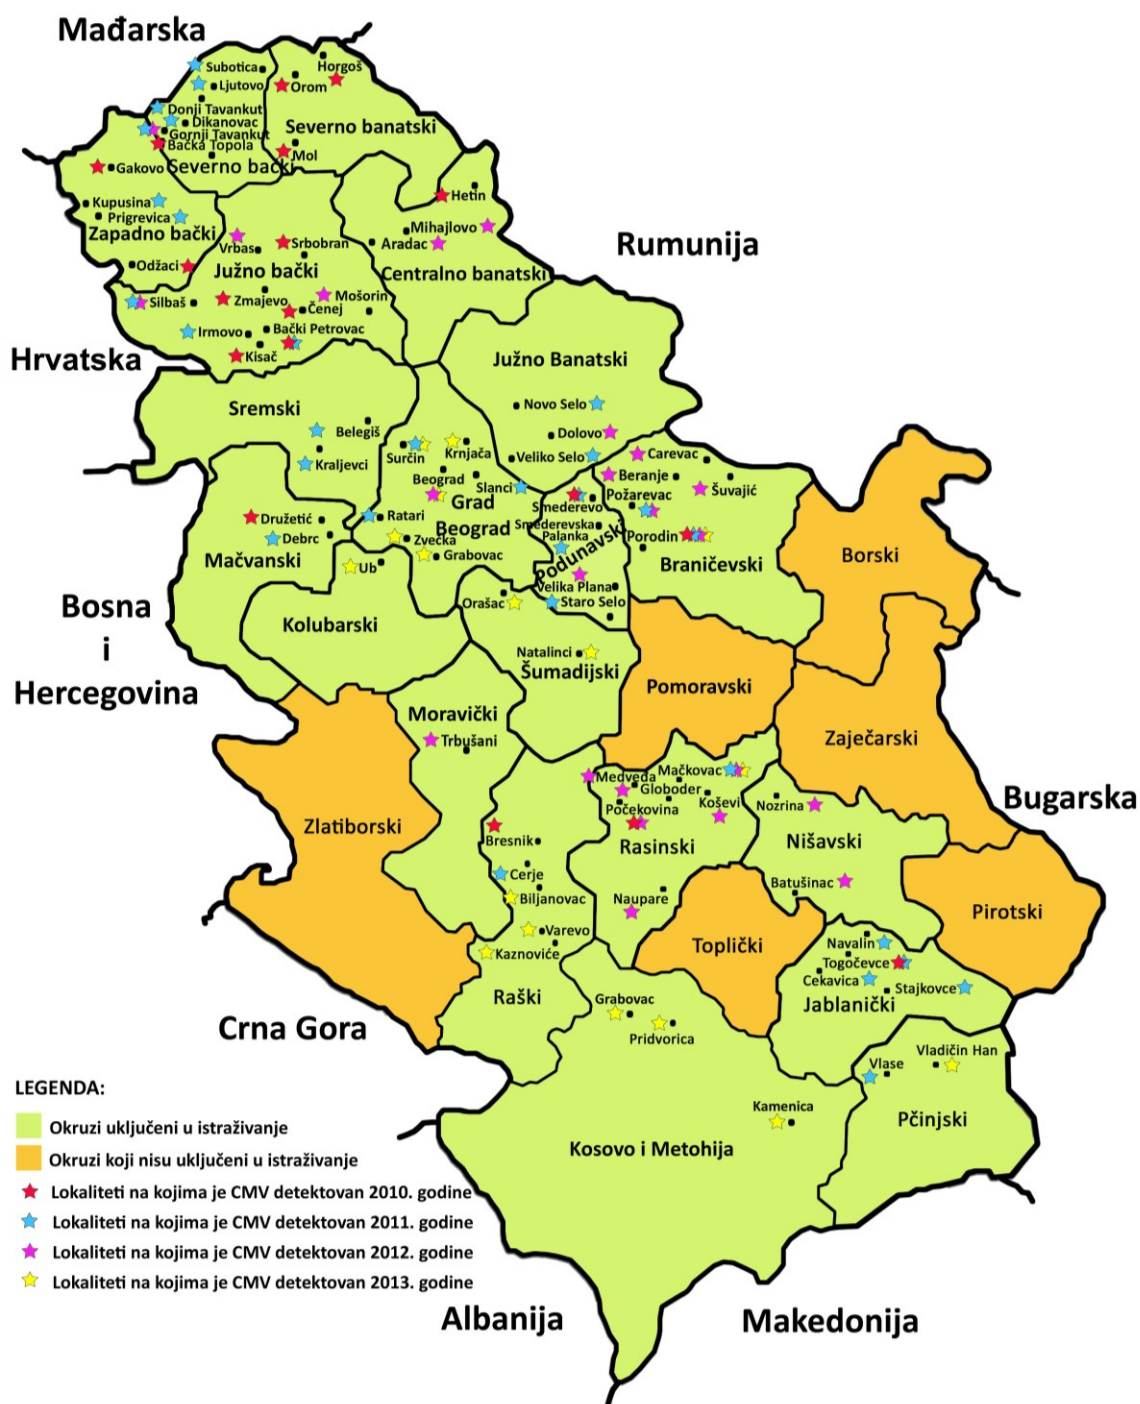 Mađarska
Subotica
Horgoš
Ljutovo
Orom
Donji Tavankut
Dikanovac
Gornji Tavankut
Severno banatski
Bačka Topola
Mol
Gakovo
Severno bački
Hetin
Kupusina
Prigrevica
Mihajlovo
Zapadno bački
Vrbas
Srbobran
Aradac
Rumunija
Odžaci
Južno bački
Centralno banatski
Silbaš
Zmajevo
Mošorin
Čenej
Irmovo
Bački Petrovac
Hrvatska
Kisač
Južno Banatski
Sremski
Novo Selo
Belegiš
Dolovo
Surčin
Krnjača
Carevac
Kraljevci
Veliko Selo
Beograd
Beranje
Slanci
Šuvajić
Grad
Požarevac
Smederevo
Družetić
Ratari
Beograd
Smederevska
Palanka
Debrc
Zvečka
Porodin
Mačvanski
Grabovac
Podunavski
Braničevski
Borski
Ub
Velika Plana
Bosna
Orašac
Staro Selo
Kolubarski
i
Natalinci
Šumadijski
Hercegovina
Pomoravski
Moravički
Trbušani
Zaječarski
Medveđa
Mačkovac
Globoder
Bugarska
Počekovina
Koševi
Nozrina
Zlatiborski
Bresnik
Rasinski
Nišavski
Cerje
Batušinac
Biljanovac
Naupare
Pirotski
Varevo
Toplički
Navalin
Kaznoviće
Togočevce
Cekavica
Stajkovce
Raški
Grabovac
Jablanički
Crna Gora
Pridvorica
Vladičin Han
Vlase
LEGENDA:
Kamenica
Pčinjski
Okruzi uključeni u istraživanje
Kosovo i Metohija
Okruzi koji nisu uključeni u istraživanje
Lokaliteti na kojima je CMV detektovan 2010. godine
Lokaliteti na kojima je CMV detektovan 2011. godine
Lokaliteti na kojima je CMV detektovan 2012. godine
Lokaliteti na kojima je CMV detektovan 2013. godine
Albanija
Makedonija